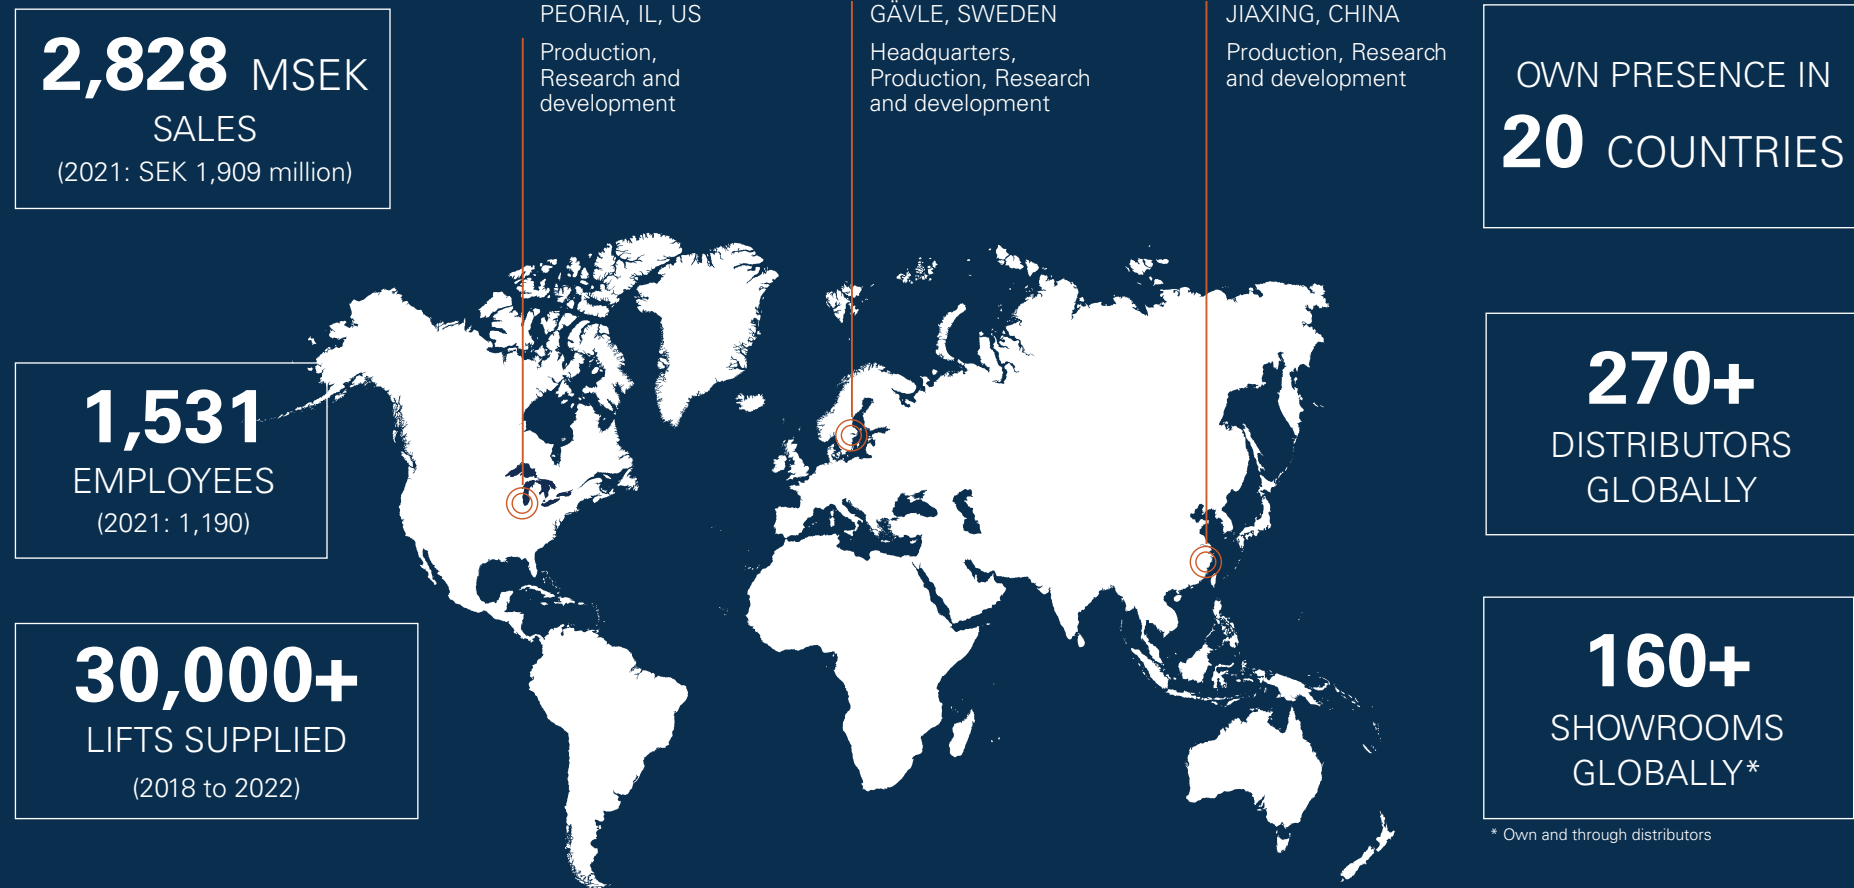 2,828 MSEK
SALES
(2021: SEK 1,909 million)
PEORIA, IL, US
Production,
Research and
development
GÄVLE, SWEDEN
Headquarters,
Production, Research
and development
JIAXING, CHINA
Production, Research
and development
OWN PRESENCE IN
20 COUNTRIES
1,531
EMPLOYEES
(2021: 1,190)
270+
DISTRIBUTORS
GLOBALLY
30,000+
LIFTS SUPPLIED
(2018 to 2022)
160+
SHOWROOMS
GLOBALLY*
* Own and through distributors